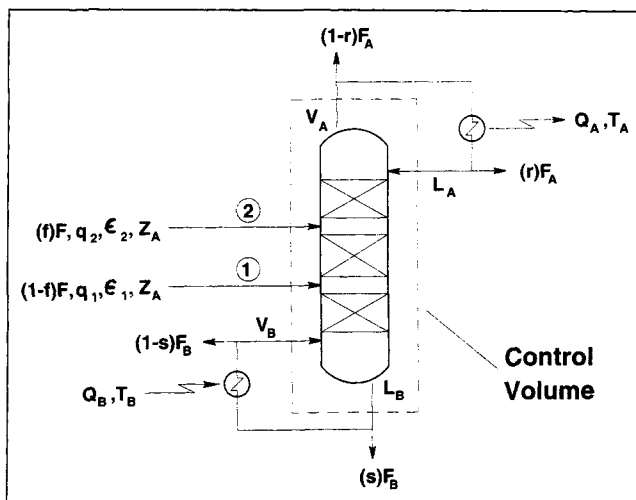 (1-r)F_A
V_A
Q_A, T_A
L_A
(r)F_A
2
(f)F, q_2, ϵ_2, Z_A
1
(1-f)F, q_1, ϵ_1, Z_A
V_B
(1-s)F_B
Control
Volume
Q_B, T_B
L_B
(s)F_B